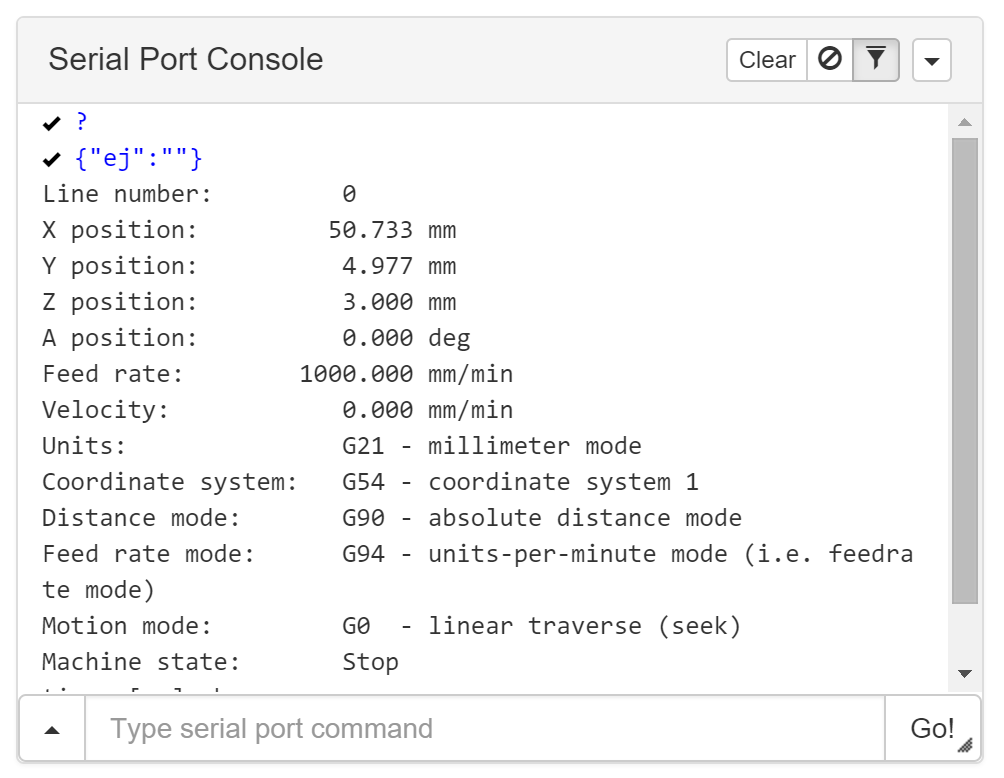 Serial Port Console
Clear
?
{"ej":""}
Line number: 0
X position: 50.733 mm
Y position: 4.977 mm
Z position: 3.000 mm
A position: 0.000 deg
Feed rate: 1000.000 mm/min
Velocity: 0.000 mm/min
Units: G21 - millimeter mode
Coordinate system: G54 - coordinate system 1
Distance mode: G90 - absolute distance mode
Feed rate mode: G94 - units-per-minute mode (i.e. feedra
te mode)
Motion mode: G0 - linear traverse (seek)
Machine state: Stop
Type serial port command
Go!